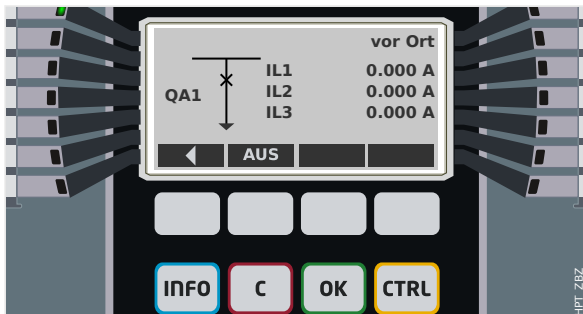 vor Ort
IL1 0.000 A
QA1 IL2 0.000 A
IL3 0.000 A
AUS
INFO C OK CTRL
HPT_ZBZ